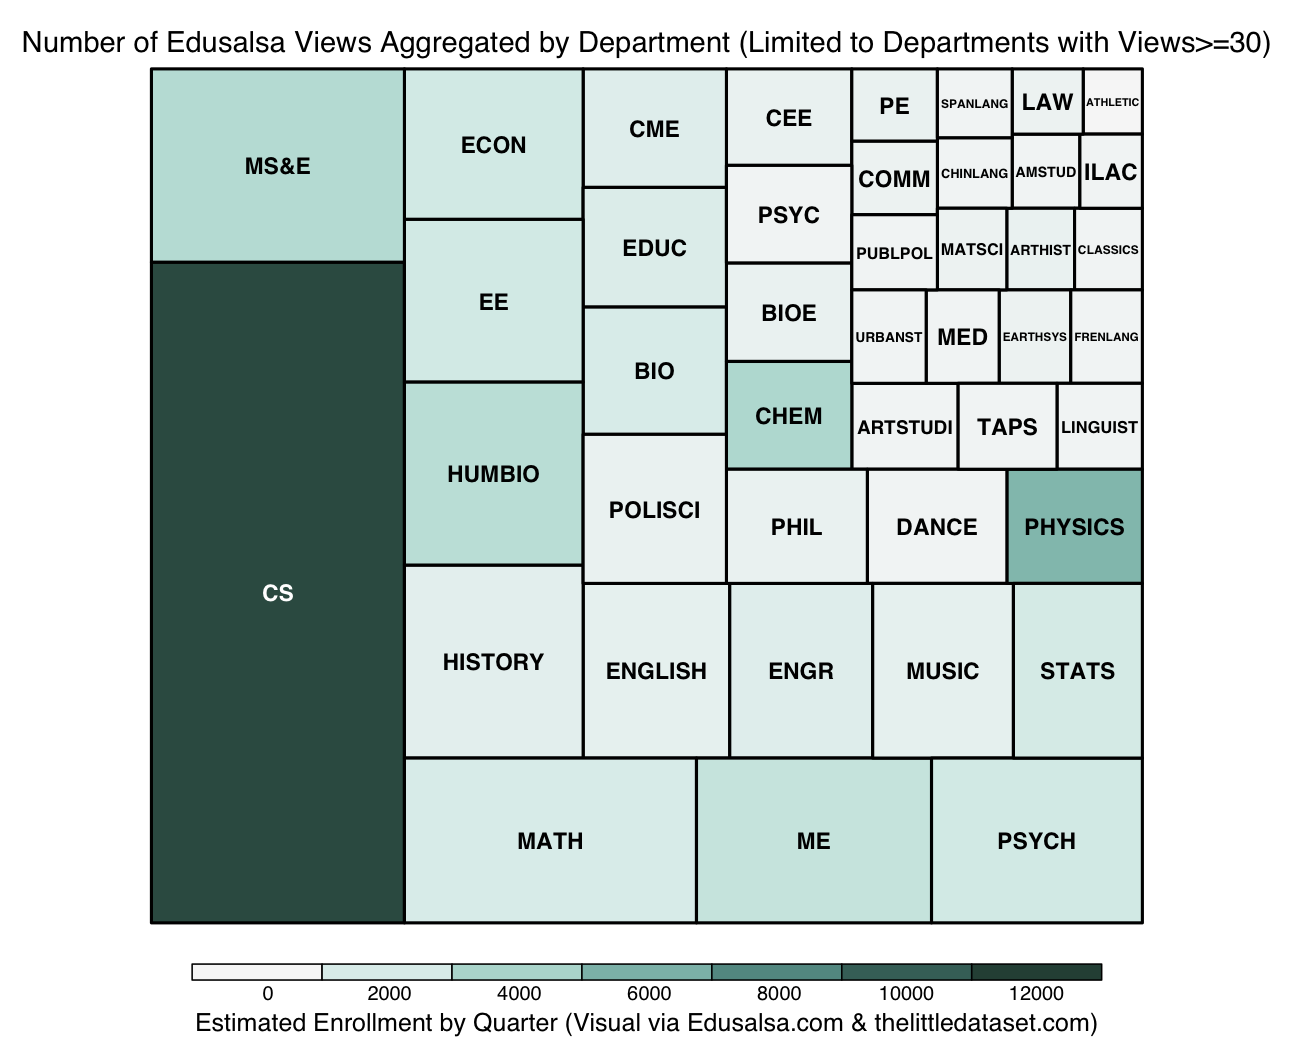 Number of Edusalsa Views Aggregated by Department (Limited to Departments with Views>=30)
MS&E
ECON
CME
CEE
PE
SPANLANG
LAW
ATHLETIC
COMM
CHINLANG
AMSTUD
ILAC
PSYC
EDUC
PUBLPOL
MATSCI
ARTHIST
CLASSICS
EE
BIOE
URBANST
MED
EARTHSYS
FRENLANG
BIO
CHEM
ARTSTUDI
TAPS
LINGUIST
HUMBIO
POLISCI
PHIL
DANCE
PHYSICS
CS
HISTORY
ENGLISH
ENGR
MUSIC
STATS
MATH
ME
PSYCH
0 2000 4000 6000 8000 10000 12000
Estimated Enrollment by Quarter (Visual via Edusalsa.com & thelittledataset.com)